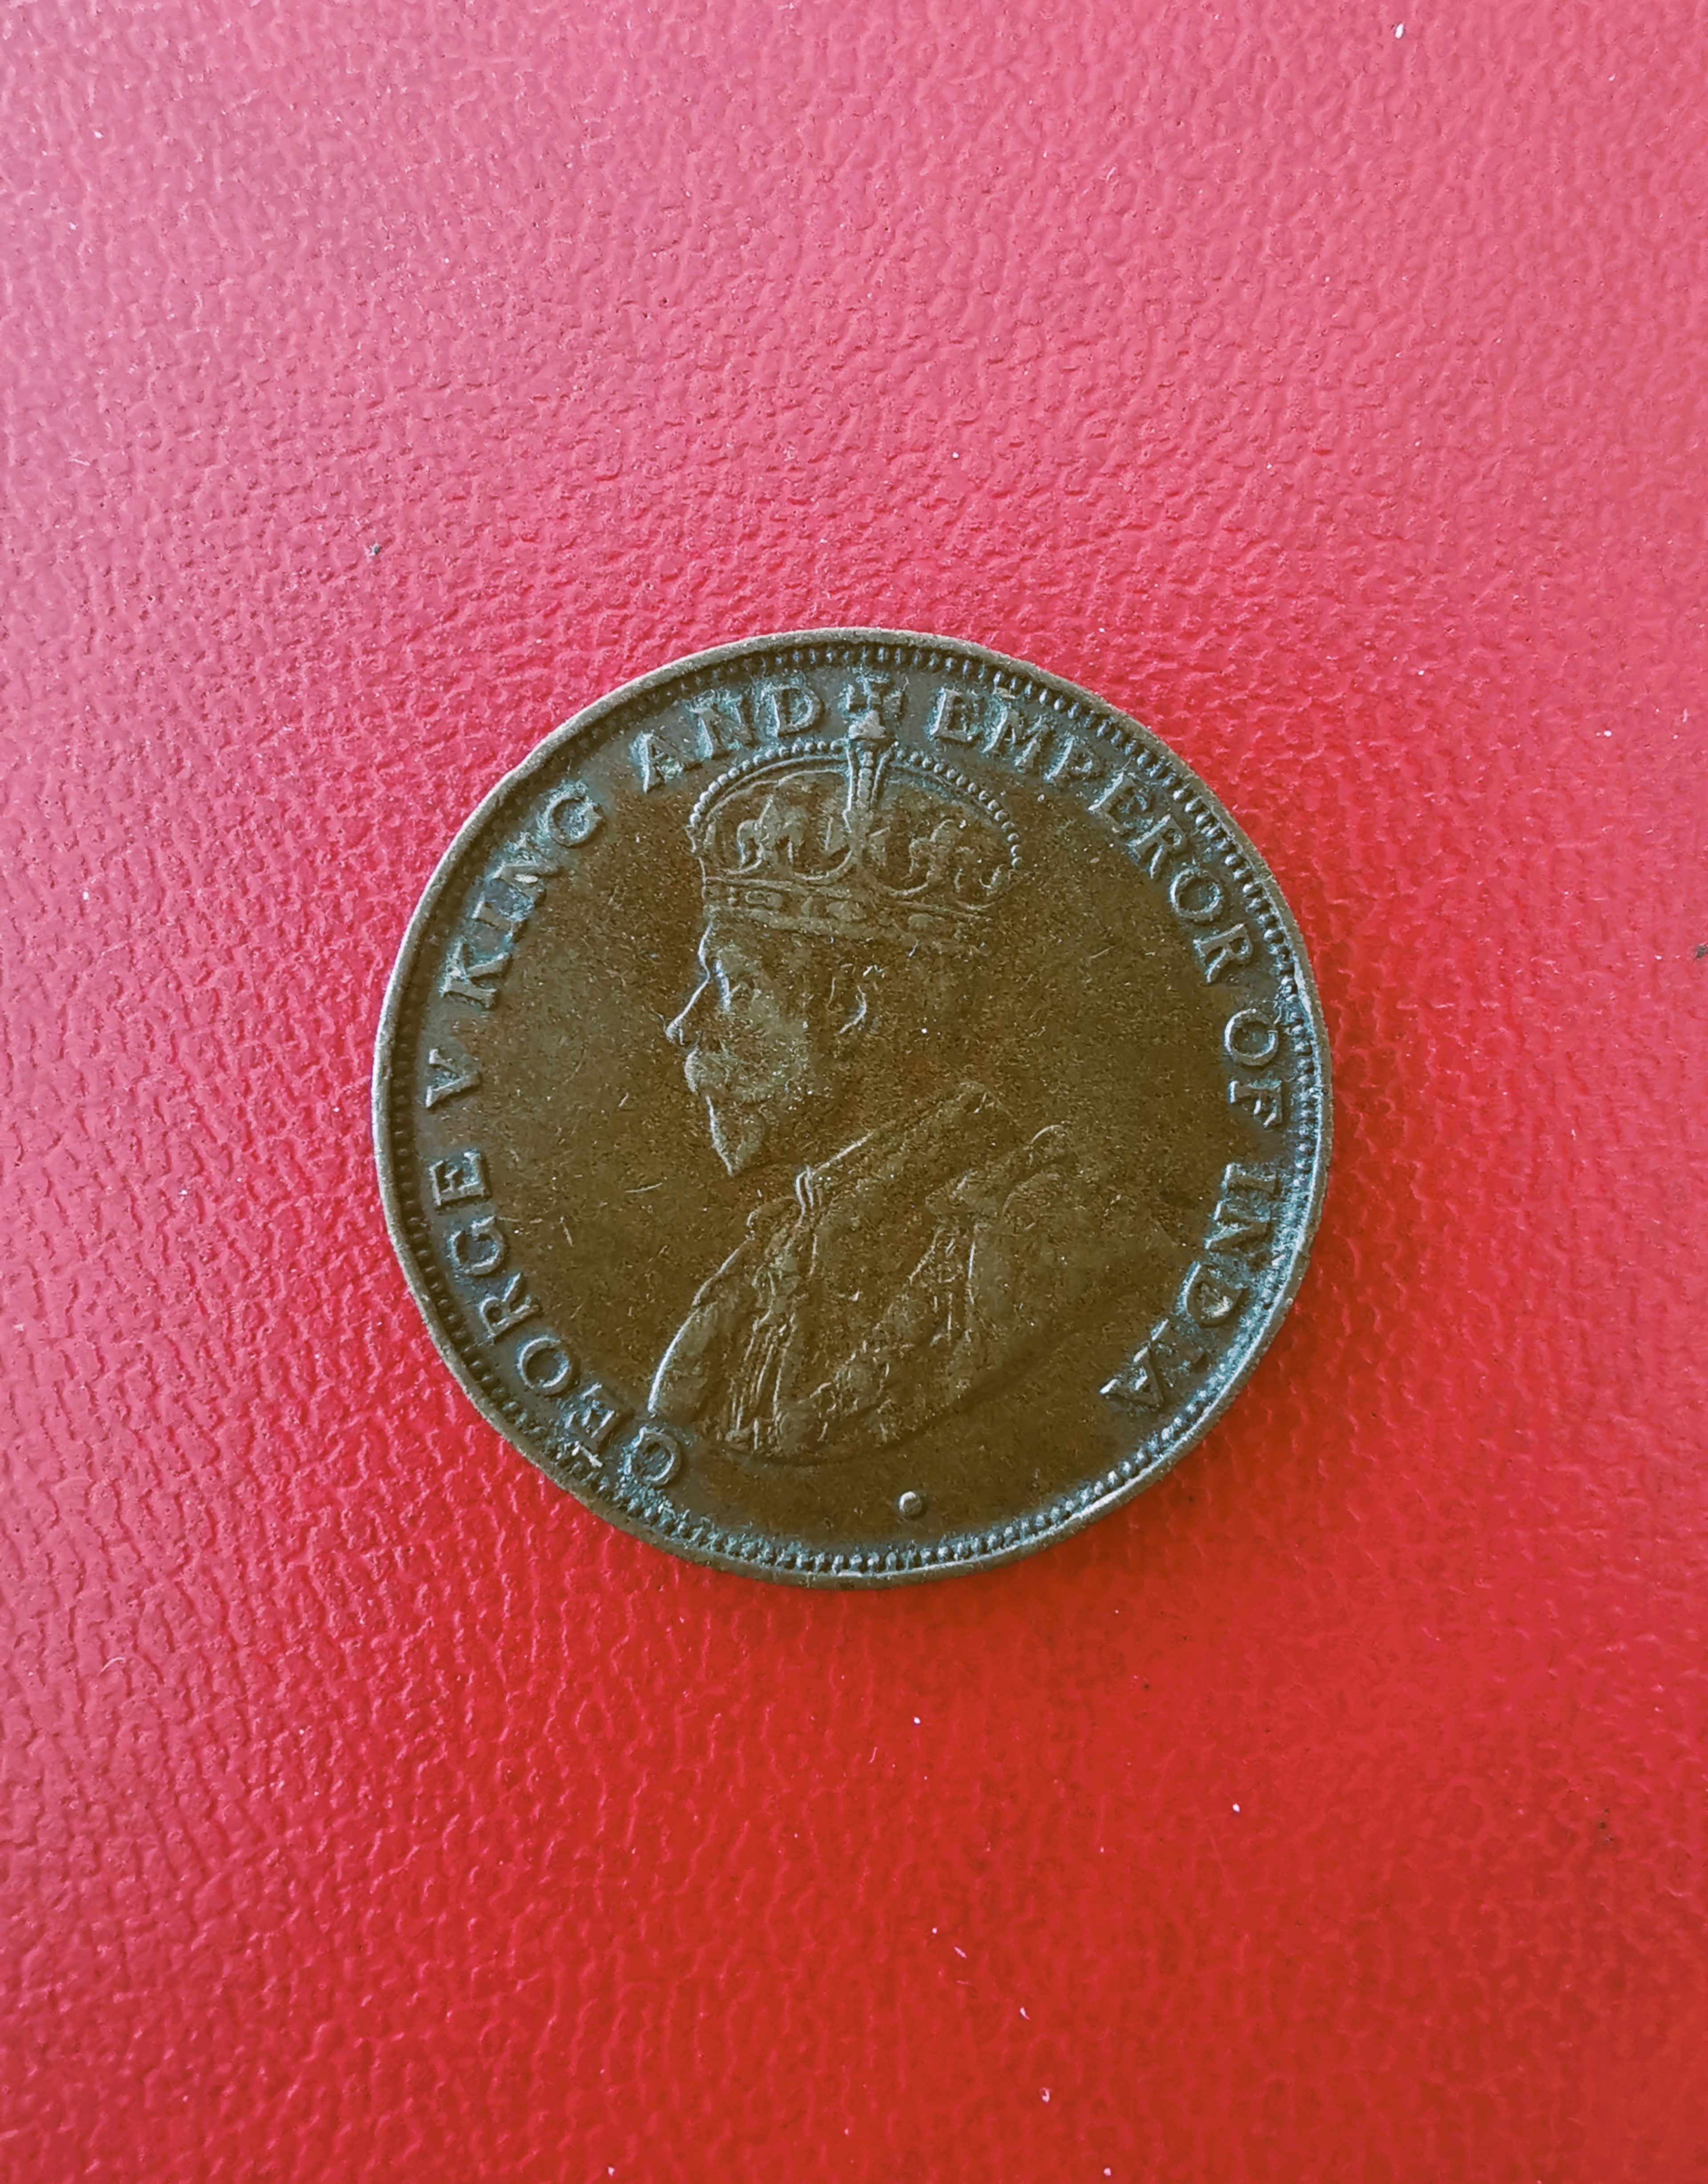 GEORGE V KING AND EMPEROR OF INDIA